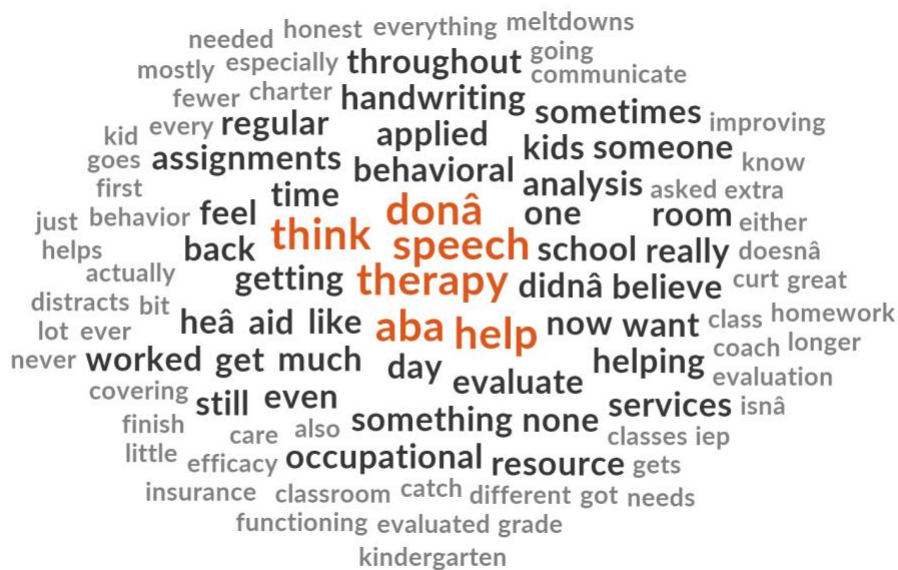 needed honest everything meltdowns
mostly especially throughout going
communicate
fewer charter handwriting sometimes
kid every regular applied kids someone improving
goes assignments behavioral analysis know
first time asked extra
just behavior feel donâ one room either
helps back think speech school really doesnâ
actually getting therapy didnâ believe curt great
distracts bit
lot ever heâ aid like aba help now want class homework
never worked get much day helping coach longer
covering evaluate evaluation
still even services isnâ
finish care also something none classes iep
little efficacy occupational resource gets
insurance classroom catch different got needs
functioning evaluated grade
kindergarten